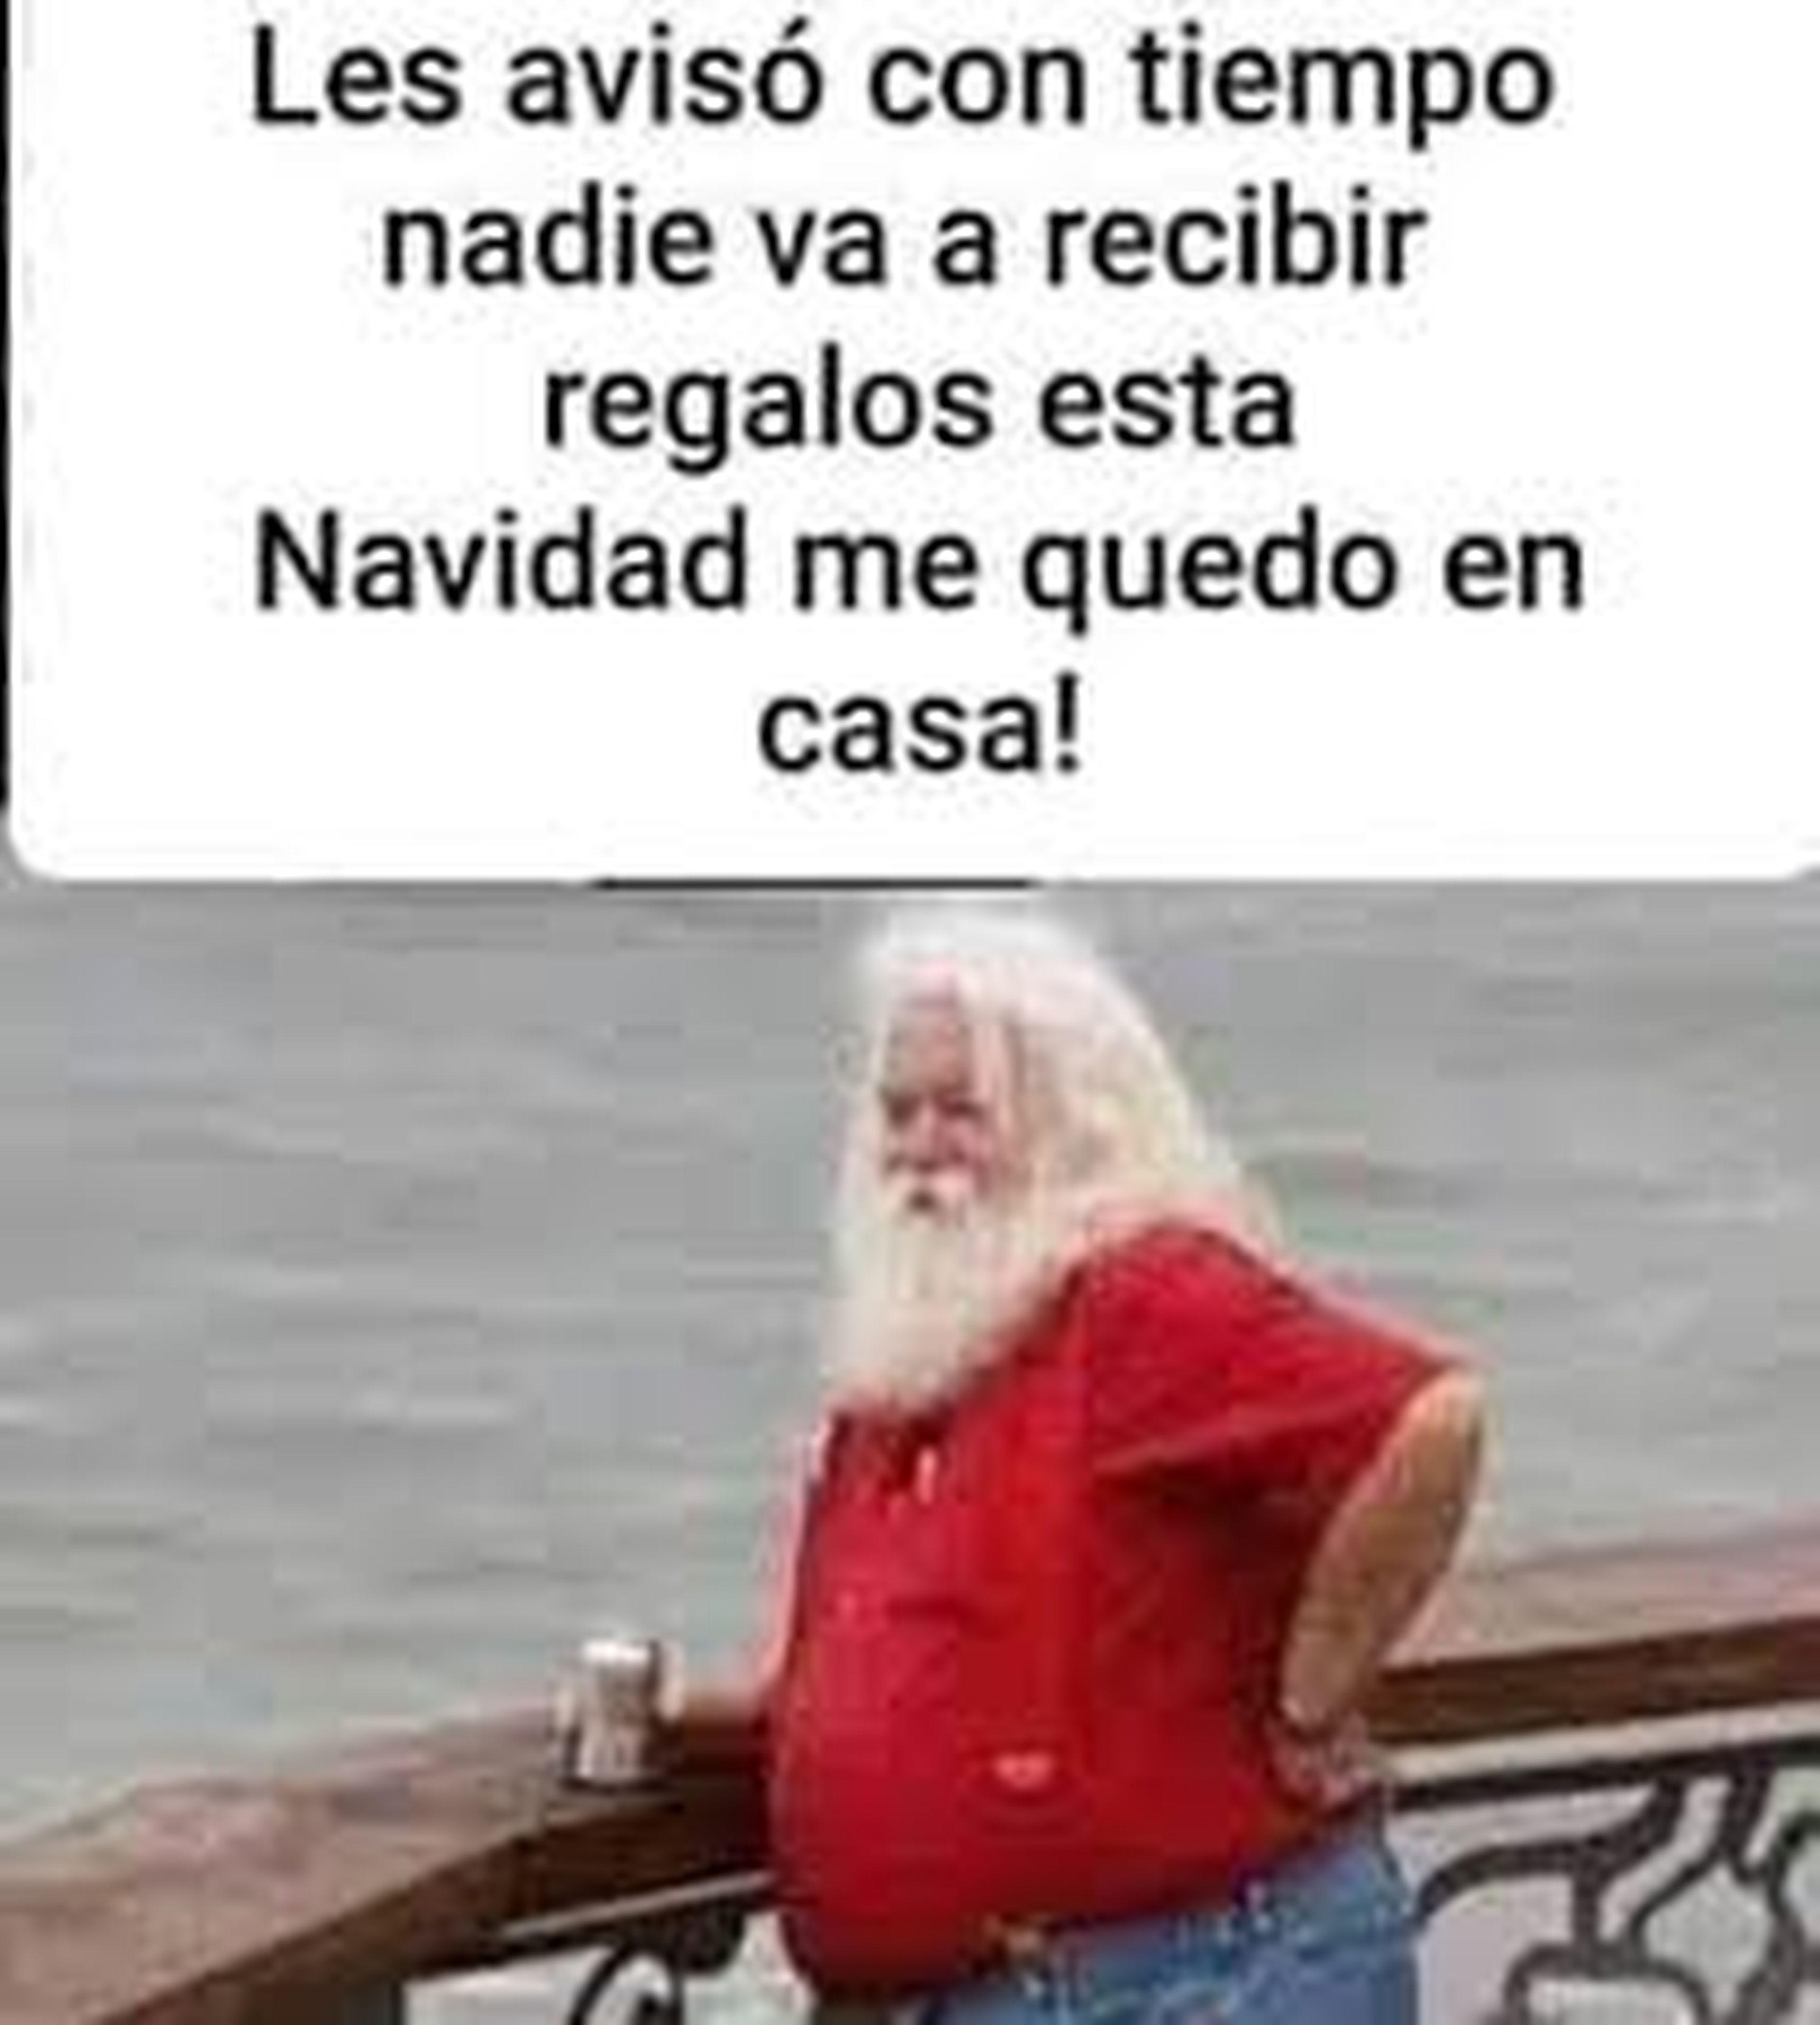 Les avisó con tiempo
nadie va a recibir
regalos esta
Navidad me quedo en
casa!